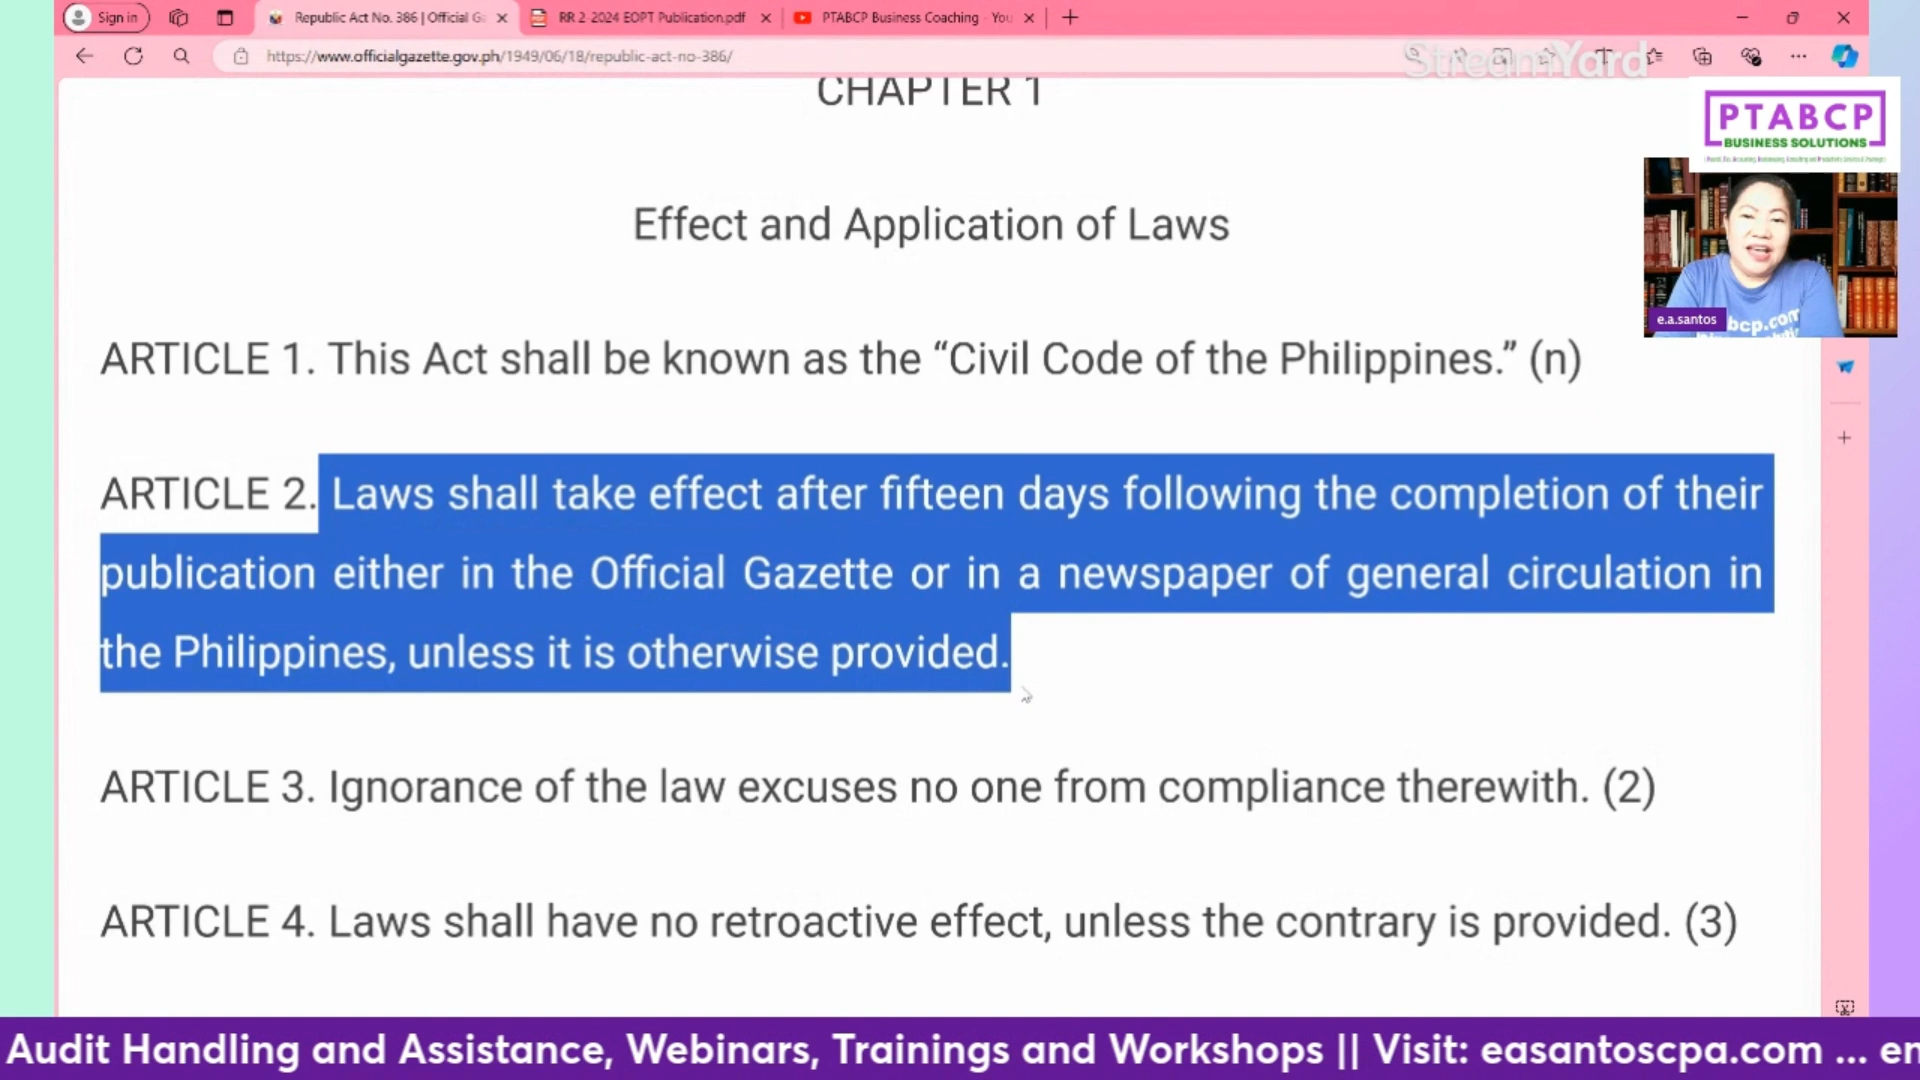 Sign in
Republic Act No. 386 | Official Ga
RR 2-2024 EOPT Publication.pdf
PTABCP Business Coaching - You
https://www.officialgazette.gov.ph/1949/06/18/republic-act-no-386/
StreamYard
PTABCP
BUSINESS SOLUTIONS
CHAPTER 1
Effect and Application of Laws
e.a.santos
bcp.com
ARTICLE 1. This Act shall be known as the “Civil Code of the Philippines.” (n)
ARTICLE 2. Laws shall take effect after fifteen days following the completion of their
publication either in the Official Gazette or in a newspaper of general circulation in
the Philippines, unless it is otherwise provided.
ARTICLE 3. Ignorance of the law excuses no one from compliance therewith. (2)
ARTICLE 4. Laws shall have no retroactive effect, unless the contrary is provided. (3)
Audit Handling and Assistance, Webinars, Trainings and Workshops || Visit: easantoscpa.com ... en